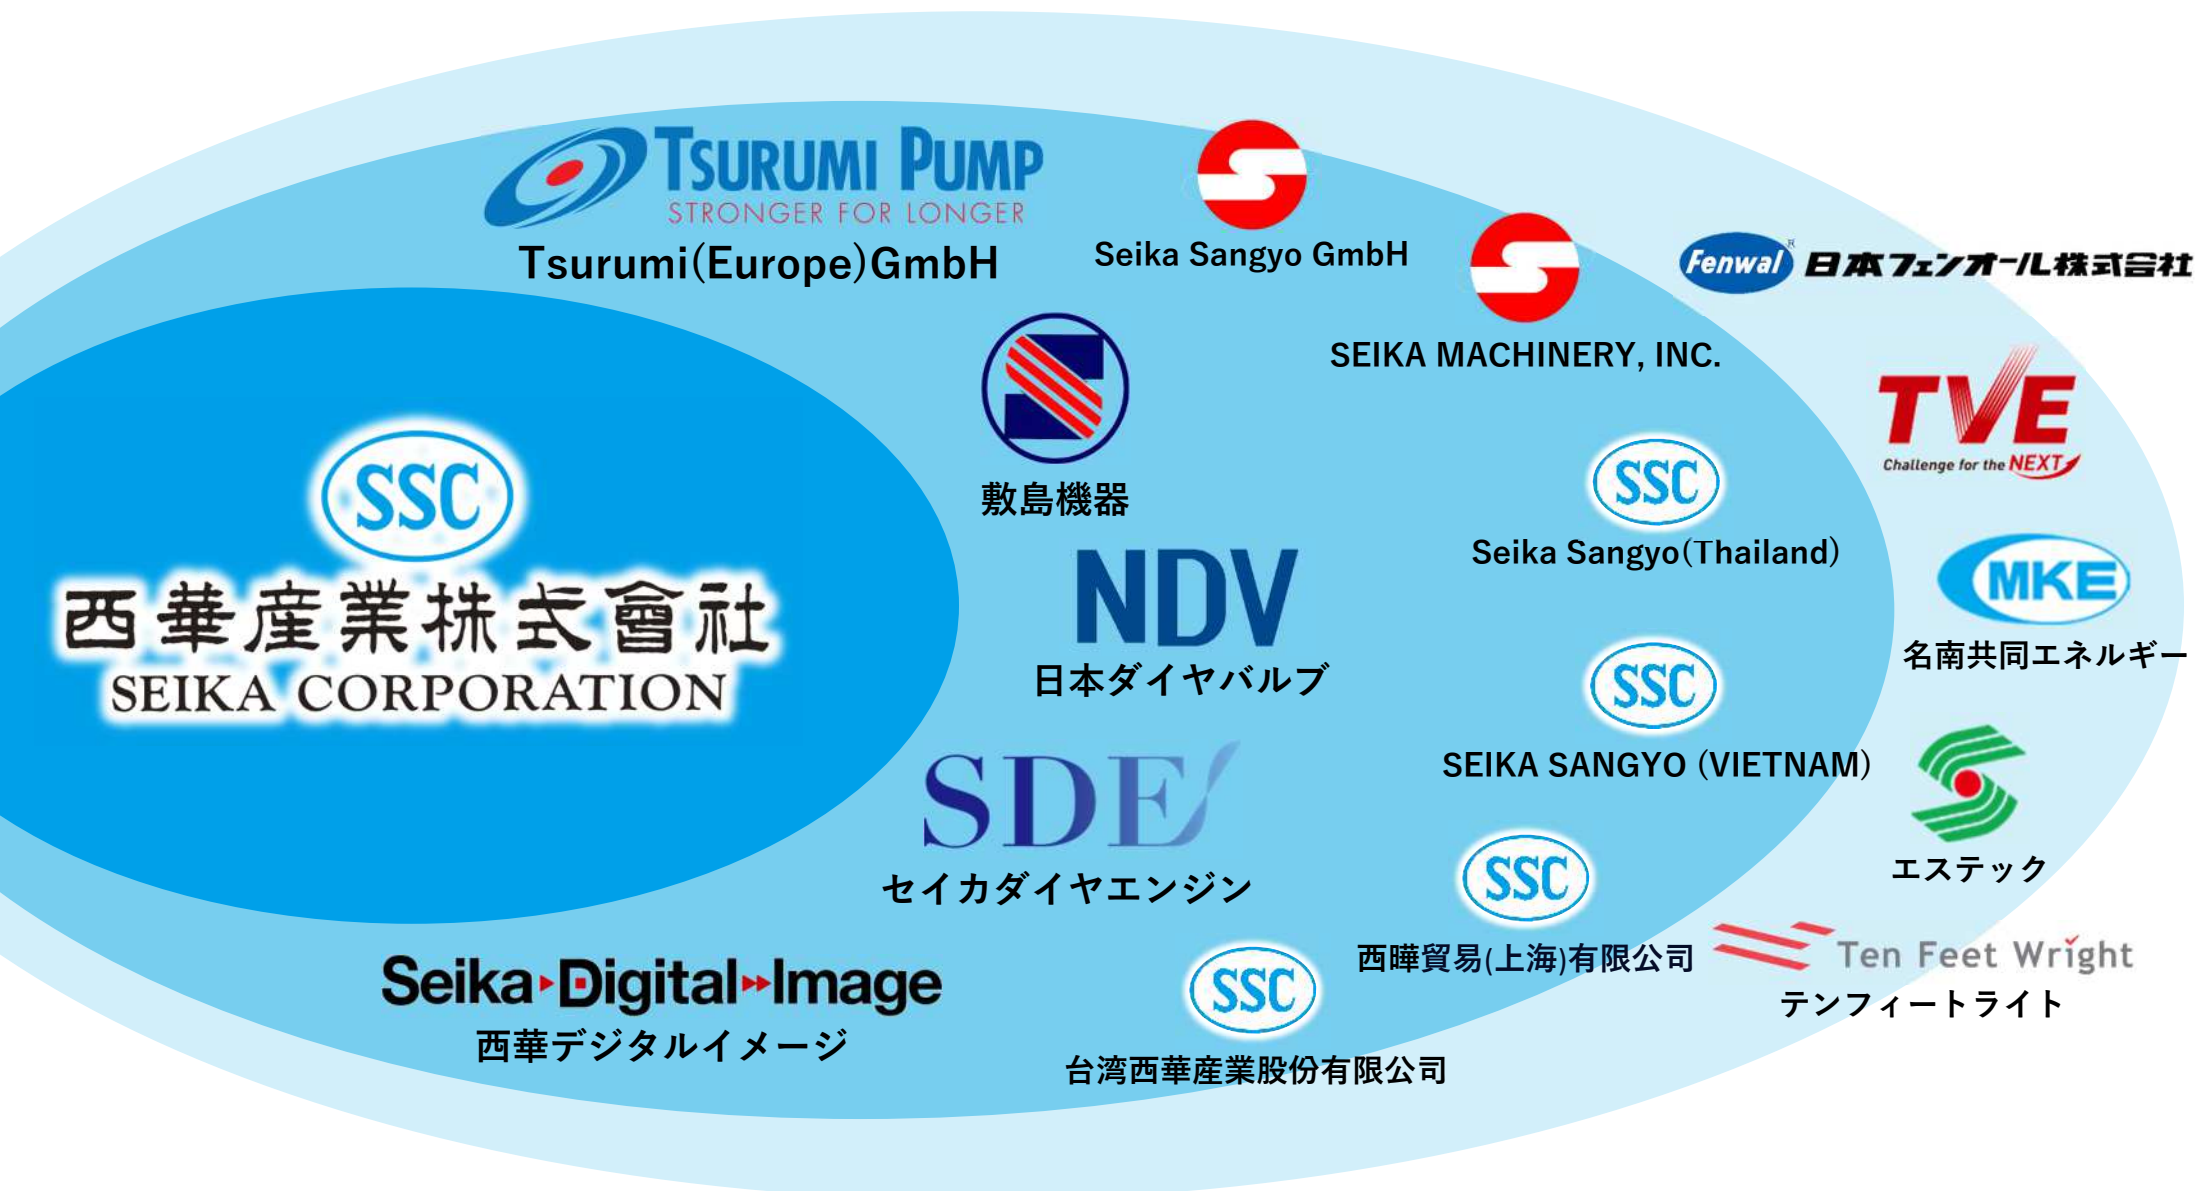 TSURUMI PUMP
STRONGER FOR LONGER
Tsurumi(Europe)GmbH
Seika Sangyo GmbH
SEIKA MACHINERY, INC.
Fenwal® 日本フェンオール株式会社
敷島機器
TVE
Challenge for the NEXT
SSC
西華産業株式會社
SEIKA CORPORATION
SSC
Seika Sangyo(Thailand)
NDV
日本ダイヤバルブ
MKE
名南共同エネルギー
SSC
SEIKA SANGYO (VIETNAM)
SDE
セイカダイヤエンジン
エステック
SSC
西曄貿易(上海)有限公司
Ten Feet Wright
テンフィートライト
Seika Digital Image
西華デジタルイメージ
SSC
台湾西華産業股份有限公司